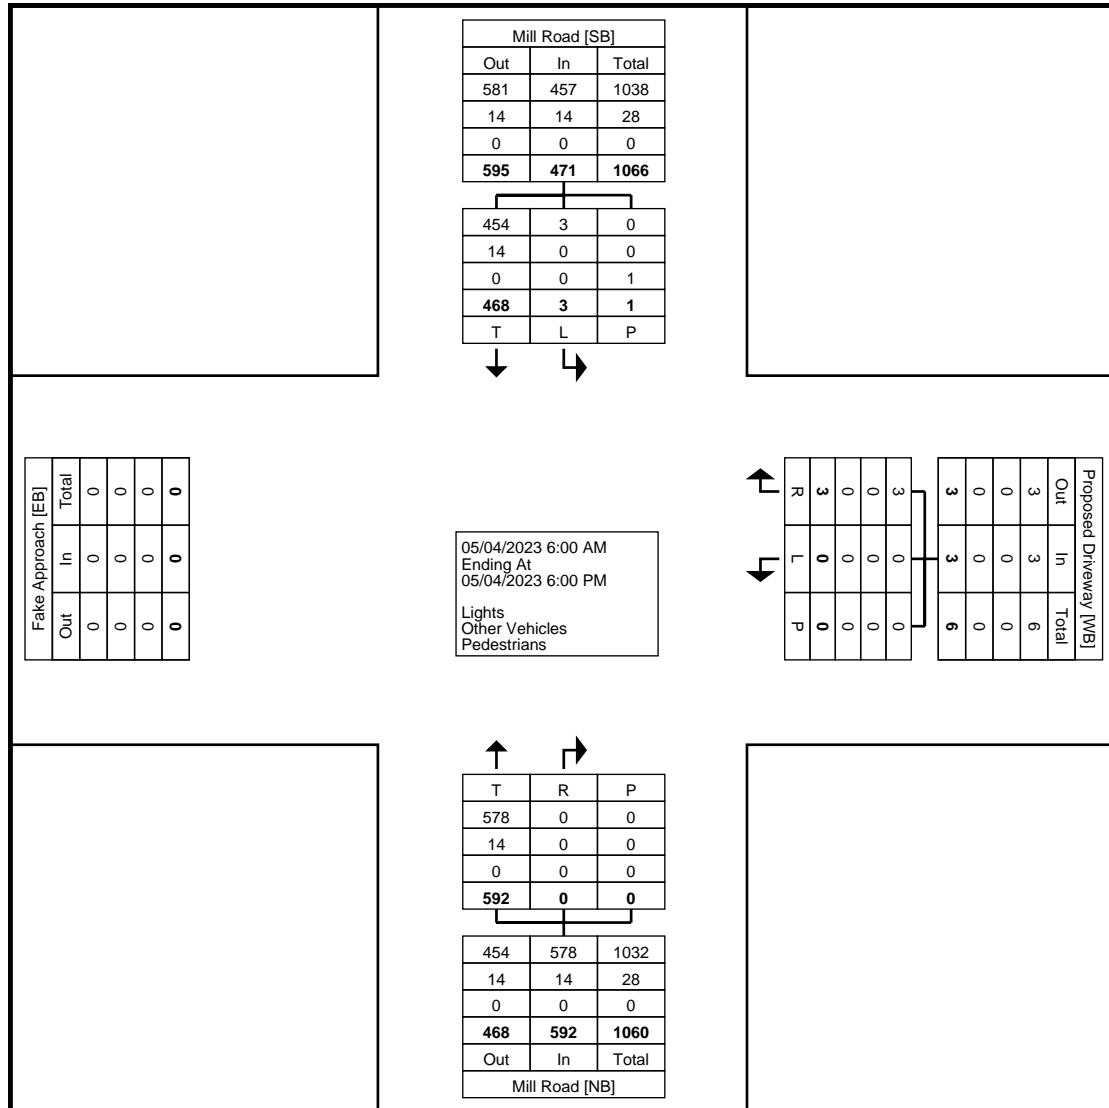 Mill Road [SB]
Out In Total
581 457 1038
14 14 28
0 0 0
595 471 1066
454 3 0
14 0 0
0 0 1
468 3 1
T L P
Fake Approach [EB]
Total In Out
0 0 0
0 0 0
0 0 0
0 0 0
05/04/2023 6:00 AM
Ending At
05/04/2023 6:00 PM
Lights
Other Vehicles
Pedestrians
Proposed Driveway [WB]
Out In Total
3 3 6
0 0 0
0 0 0
3 3 6
3 0 0
0 0 0
0 0 0
3 0 0
R L P
T R P
578 0 0
14 0 0
0 0 0
592 0 0
454 578 1032
14 14 28
0 0 0
468 592 1060
Out In Total
Mill Road [NB]